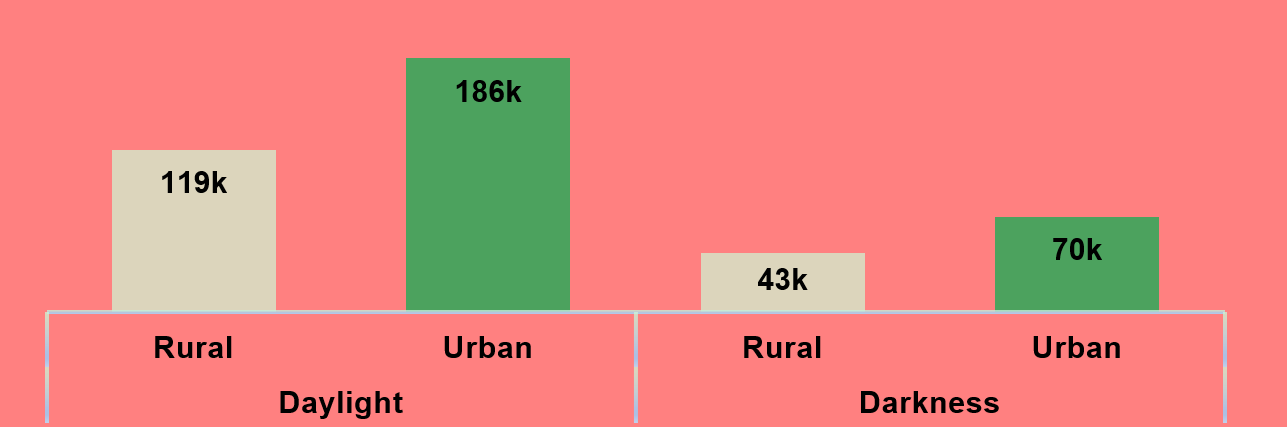 186k
119k
70k
43k
Rural Urban Rural Urban
Daylight Darkness